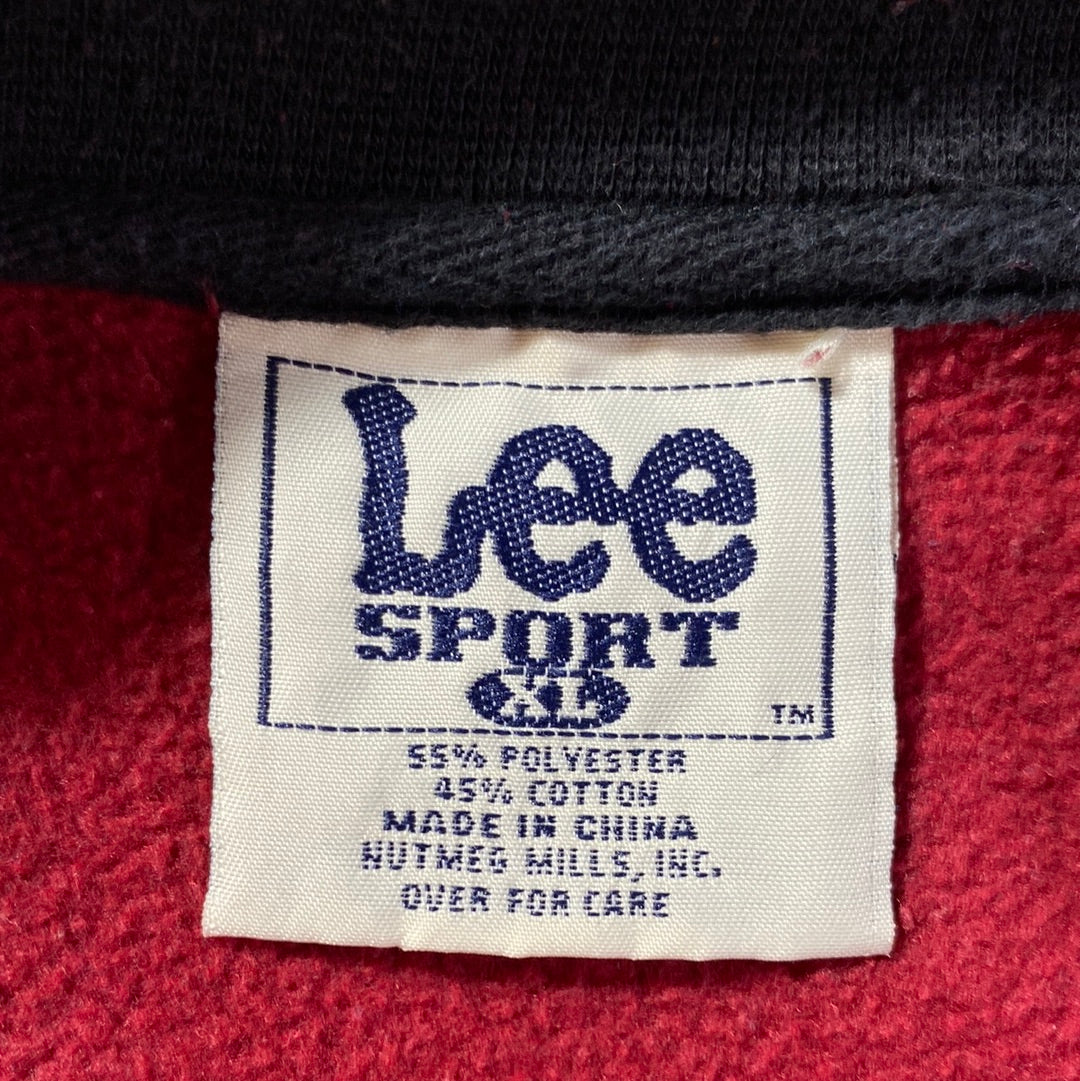 Lee
SPORT
XL
TM
55% POLYESTER
45% COTTON
MADE IN CHINA
NUTMEG MILLS, INC.
OVER FOR CARE